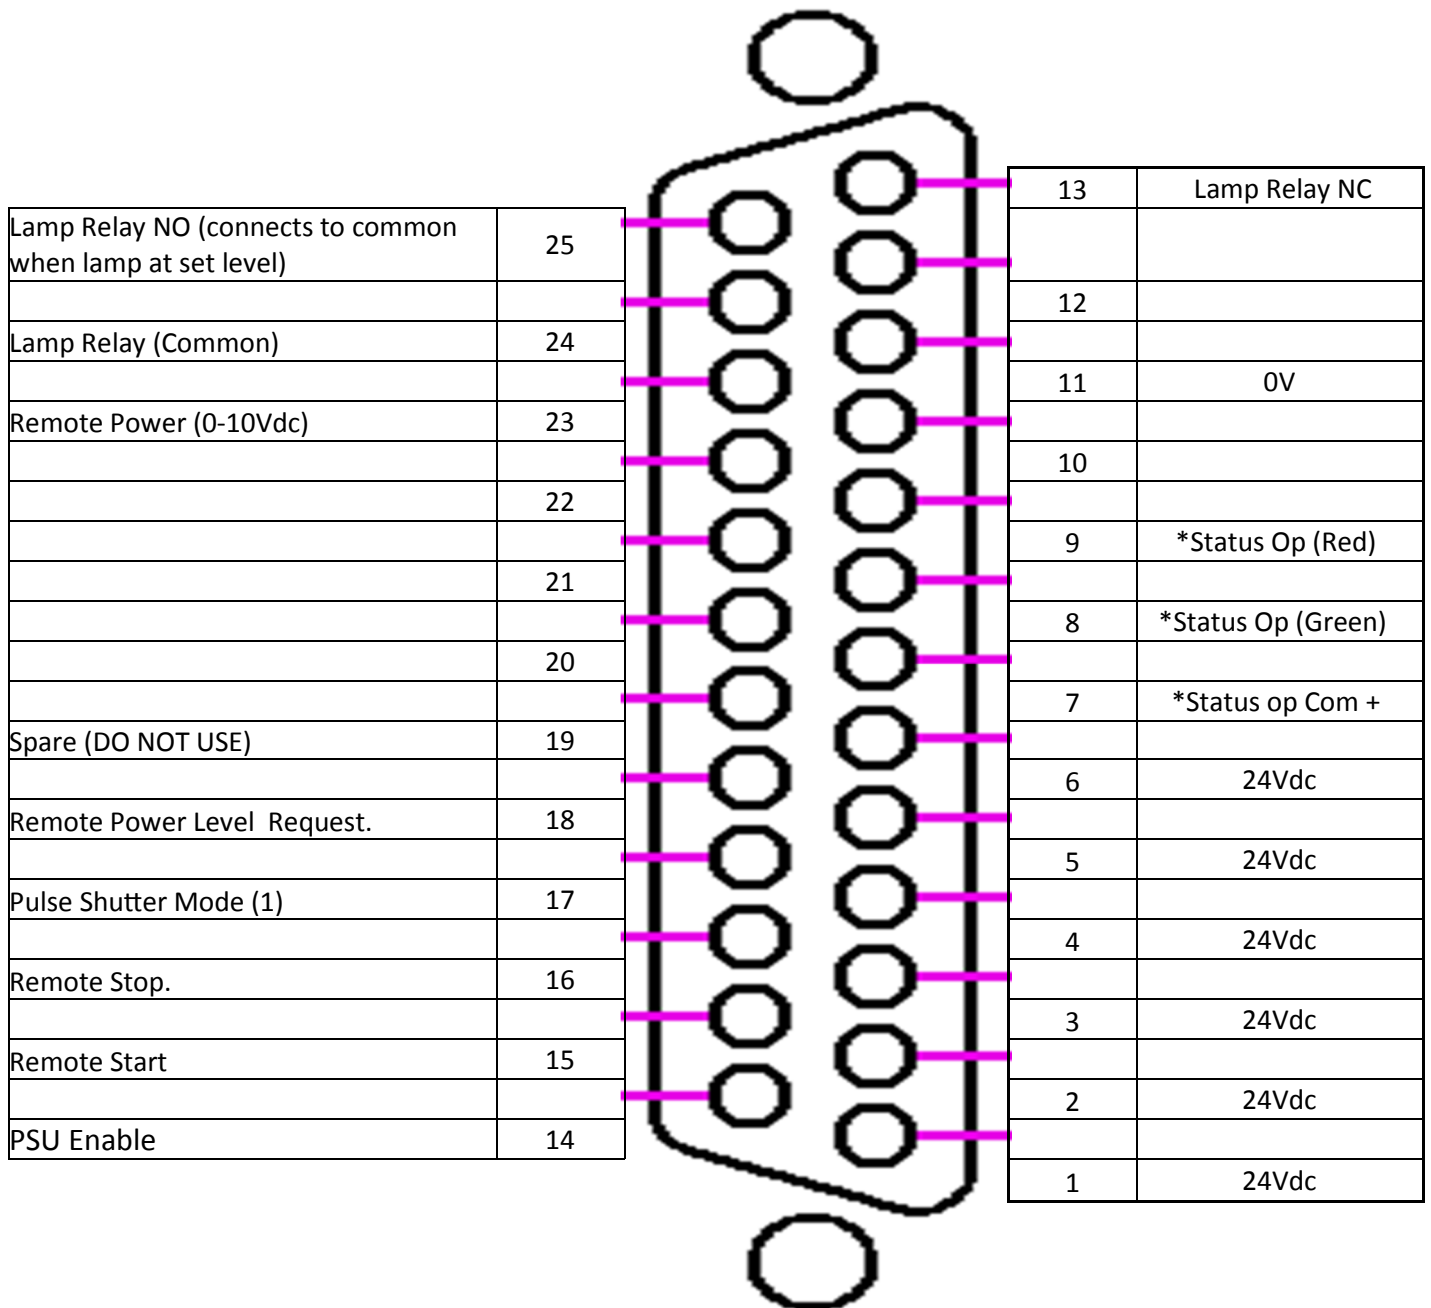 13 Lamp Relay NC
Lamp Relay NO (connects to common
when lamp at set level) 25
12
Lamp Relay (Common) 24
11 0V
Remote Power (0-10Vdc) 23
10
22
9 *Status Op (Red)
21
8 *Status Op (Green)
20
7 *Status op Com +
Spare (DO NOT USE) 19
6 24Vdc
Remote Power Level  Request. 18
5 24Vdc
Pulse Shutter Mode (1) 17
4 24Vdc
Remote Stop. 16
3 24Vdc
Remote Start 15
2 24Vdc
PSU Enable 14
1 24Vdc